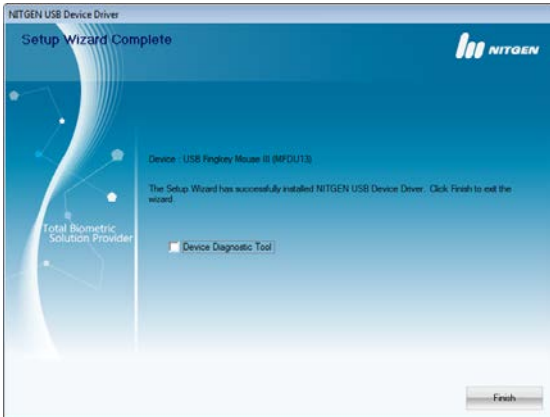 NITGEN USB Device Driver
Setup Wizard Complete
NITGEN
Device : USB Fingkey Mouse III (MFDU13)
The Setup Wizard has successfully installed NITGEN USB Device Driver. Click Finish to exit the
wizard.
Total Biometric
Solution Provider
Device Diagnostic Tool
Finish